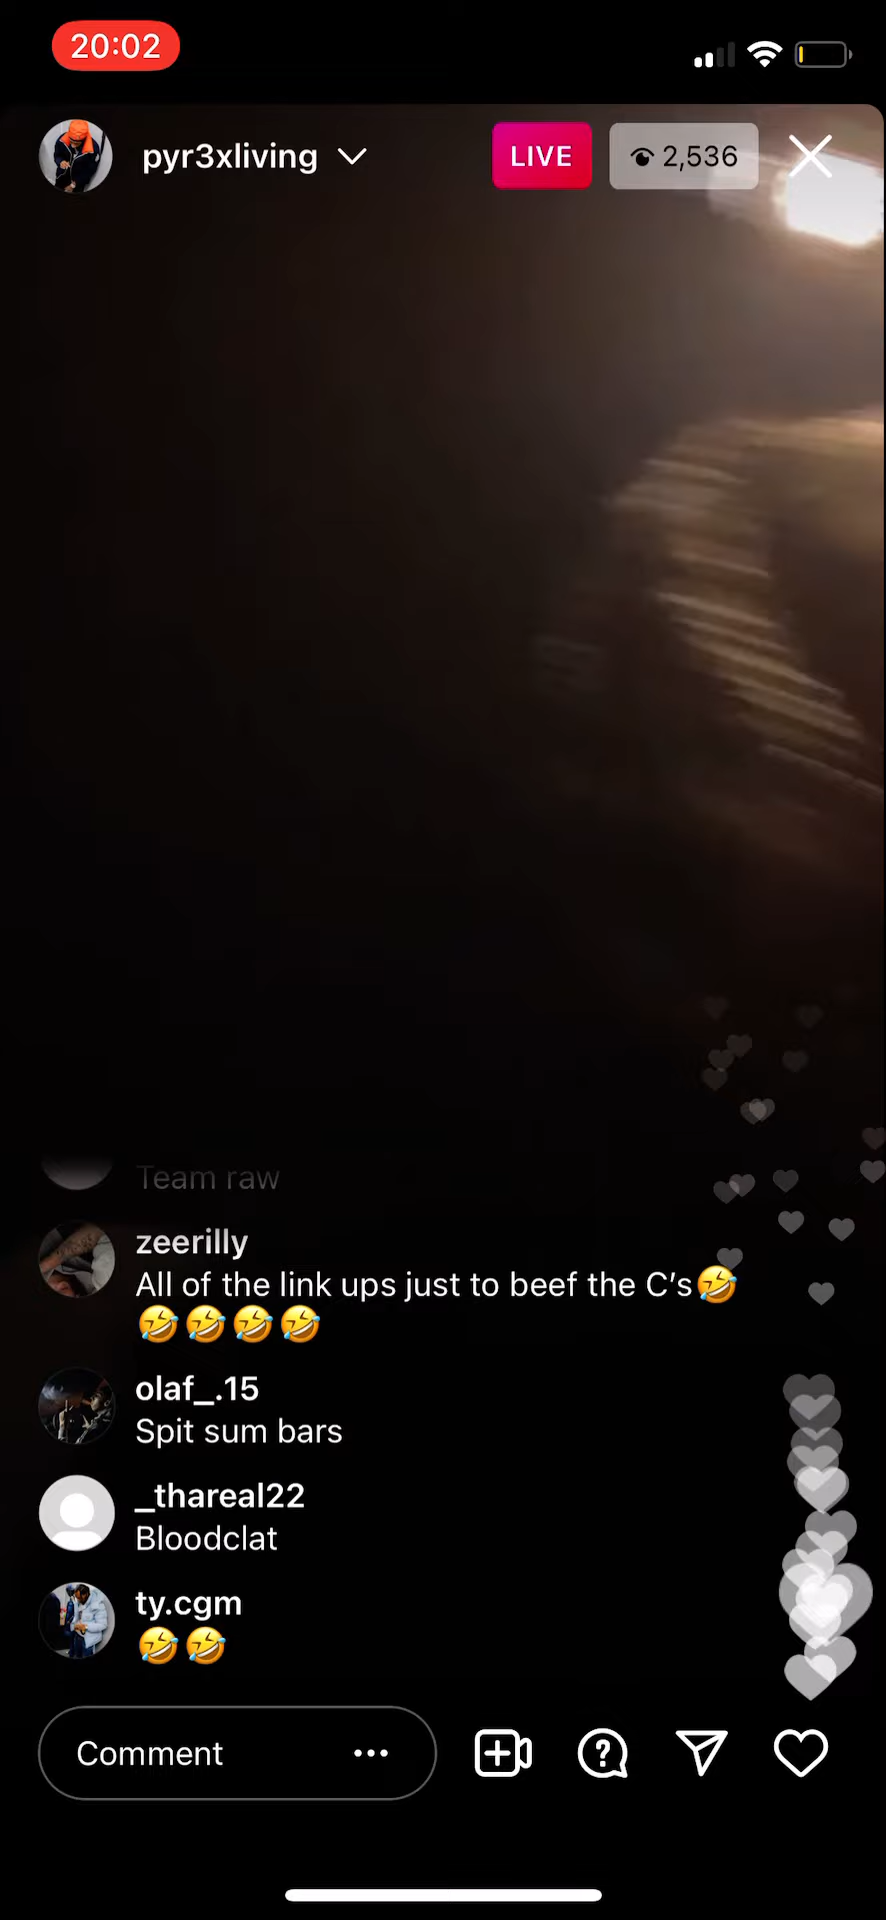 20:02
pyr3xliving
LIVE
2,536
Team raw
zeerilly
All of the link ups just to beef the C's🤣
🤣🤣🤣🤣
olaf_.15
Spit sum bars
_thareal22
Bloodclat
ty.cgm
🤣🤣
Comment